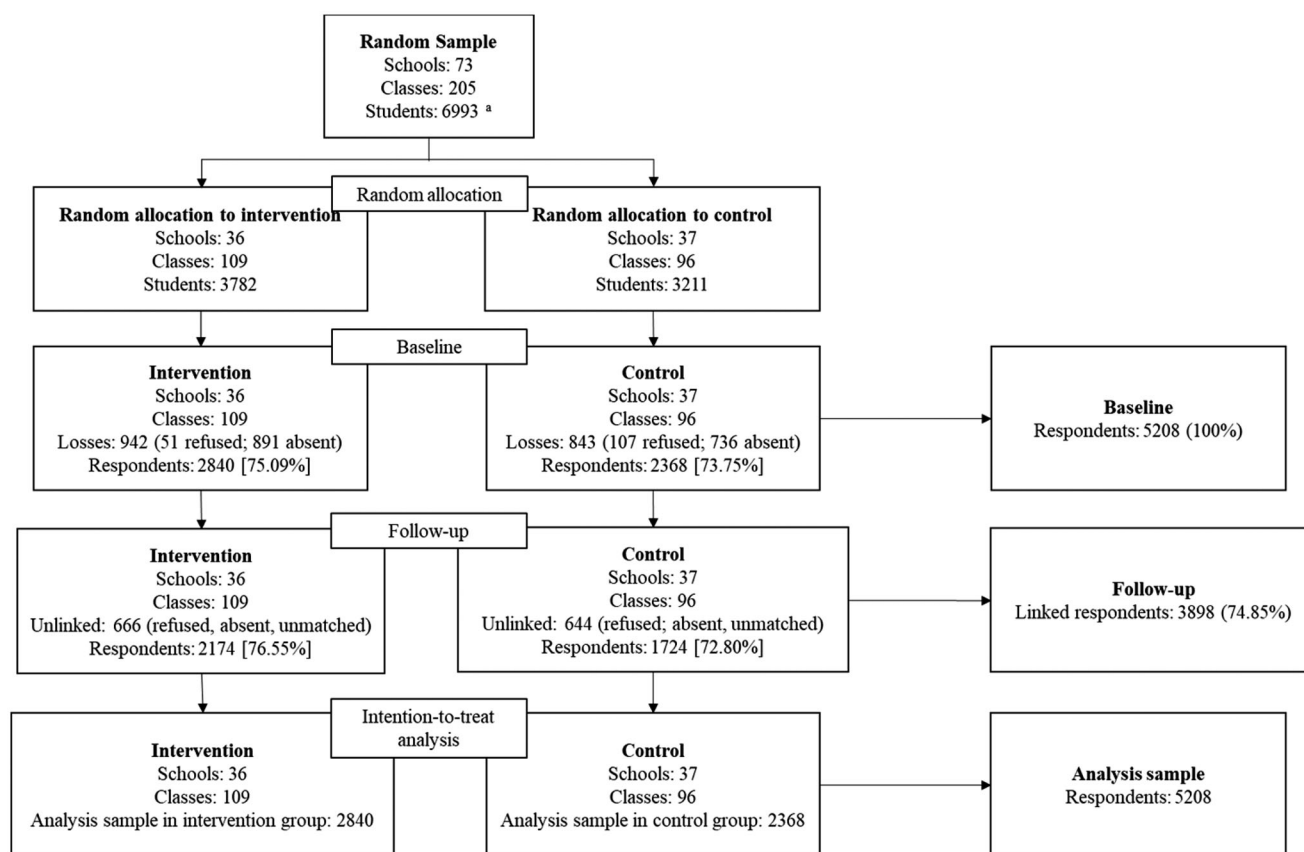 Random Sample
Schools: 73
Classes: 205
Students: 6993 ª
Random allocation
Random allocation to intervention
Schools: 36
Classes: 109
Students: 3782
Random allocation to control
Schools: 37
Classes: 96
Students: 3211
Baseline
Intervention
Schools: 36
Classes: 109
Losses: 942 (51 refused; 891 absent)
Respondents: 2840 [75.09%]
Control
Schools: 37
Classes: 96
Losses: 843 (107 refused; 736 absent)
Respondents: 2368 [73.75%]
Baseline
Respondents: 5208 (100%)
Follow-up
Intervention
Schools: 36
Classes: 109
Unlinked: 666 (refused, absent, unmatched)
Respondents: 2174 [76.55%]
Control
Schools: 37
Classes: 96
Unlinked: 644 (refused; absent, unmatched)
Respondents: 1724 [72.80%]
Follow-up
Linked respondents: 3898 (74.85%)
Intention-to-treat
analysis
Intervention
Schools: 36
Classes: 109
Analysis sample in intervention group: 2840
Control
Schools: 37
Classes: 96
Analysis sample in control group: 2368
Analysis sample
Respondents: 5208